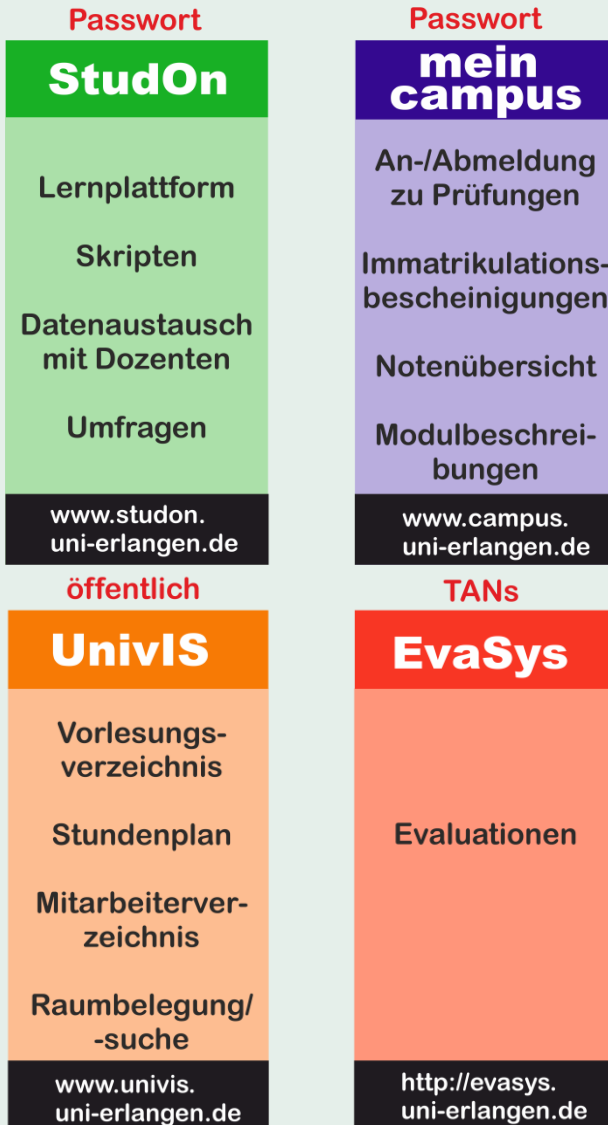 Passwort
StudOn
Lernplattform
Skripten
Datenaustausch
mit Dozenten
Umfragen
www.studon.
uni-erlangen.de
Passwort
mein
campus
An-/Abmeldung
zu Prüfungen
Immatrikulations-
bescheinigungen
Notenübersicht
Modulbeschrei-
bungen
www.campus.
uni-erlangen.de
öffentlich
UnivIS
Vorlesungs-
verzeichnis
Stundenplan
Mitarbeiterver-
zeichnis
Raumbelegung/
-suche
www.univis.
uni-erlangen.de
TANs
EvaSys
Evaluationen
http://evasys.
uni-erlangen.de